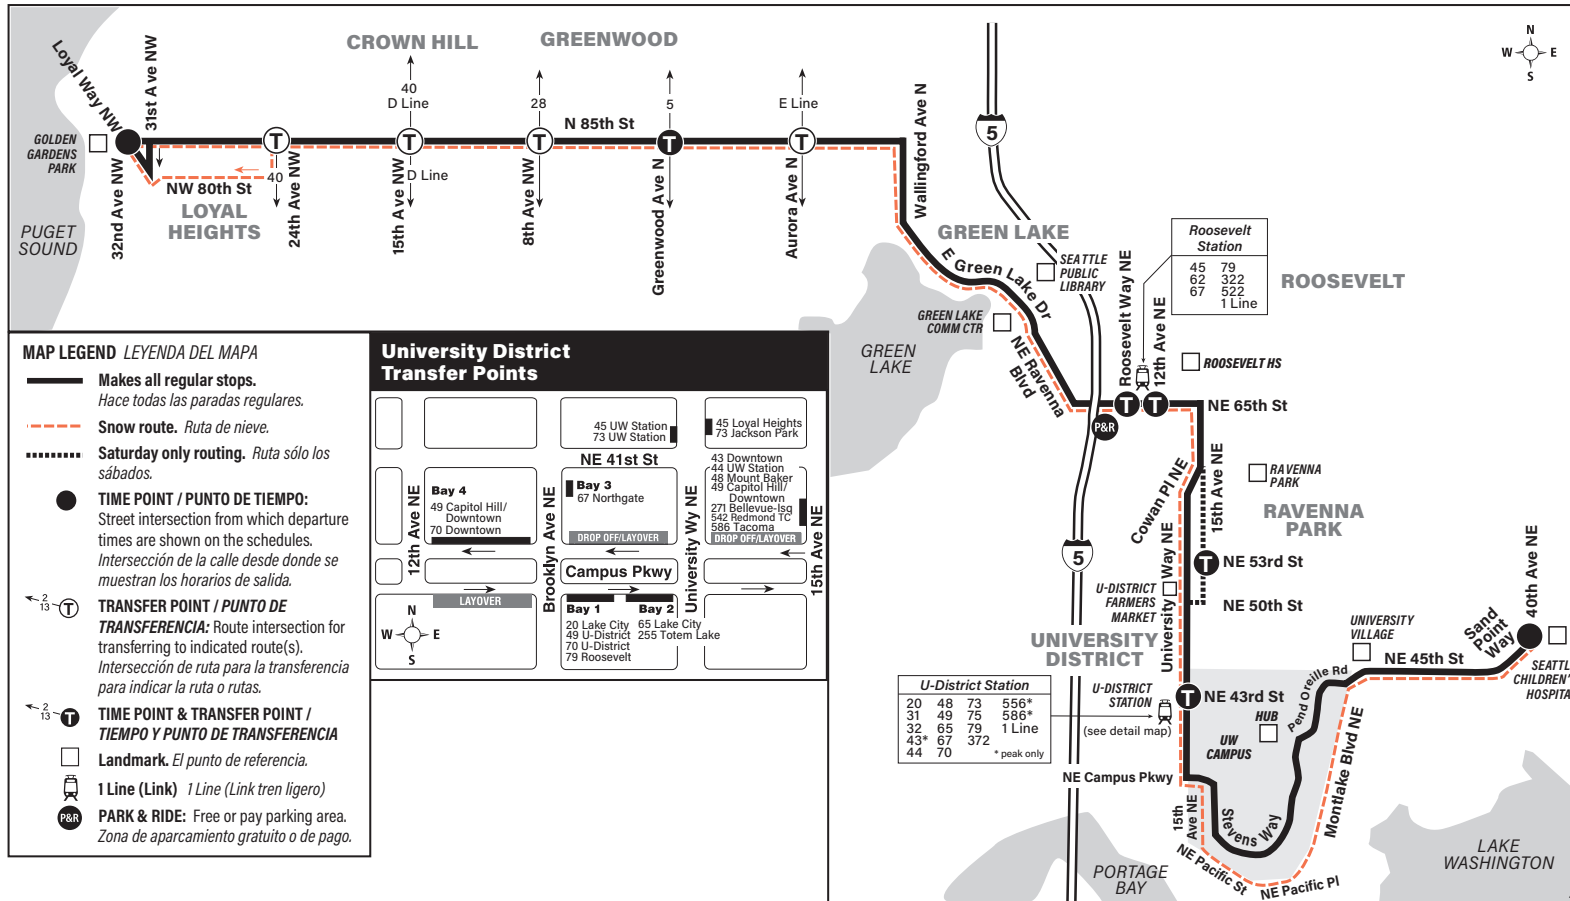 CROWN HILL
GREENWOOD
N
W
E
S
Loyal Way NW
31st Ave NW
40
D Line
28
5
E Line
N 85th St
Wallingford Ave N
5
GOLDEN
GARDENS
PARK
T
T
T
T
T
40
D Line
NW 80th St
LOYAL
HEIGHTS
PUGET
SOUND
32nd Ave NW
24th Ave NW
15th Ave NW
8th Ave NW
Greenwood Ave N
Aurora Ave N
GREEN LAKE
E Green Lake Dr
SEATTLE
PUBLIC
LIBRARY
Roosevelt
Station
45 79
62 322
67 522
1 Line
ROOSEVELT
GREEN LAKE
COMM CTR
GREEN
LAKE
NE Ravenna
Blvd
Roosevelt Way NE
12th Ave NE
ROOSEVELT HS
T
T
NE 65th St
P&R
Cowan Pl NE
15th Ave NE
RAVENNA
PARK
RAVENNA
PARK
5
T
NE 53rd St
U-DISTRICT
FARMERS
MARKET
University Way NE
NE 50th St
UNIVERSITY
DISTRICT
UNIVERSITY
VILLAGE
NE 45th St
Sand
Point
Way
40th Ave NE
SEATTL
CHILDREN'
HOSPITA
U-District Station
20 48 73 556*
31 49 75 586*
32 65 79 1 Line
43* 67 372
44 70 * peak only
U-DISTRICT
STATION
(see detail map)
T
NE 43rd St
HUB
UW
CAMPUS
Pend Oreille Rd
Montlake Blvd NE
NE Campus Pkwy
15th
Ave NE
Stevens Way
NE Pacific St
NE Pacific Pl
PORTAGE
BAY
LAKE
WASHINGTON
MAP LEGEND LEYENDA DEL MAPA
Makes all regular stops.
Hace todas las paradas regulares.
Snow route. Ruta de nieve.
Saturday only routing. Ruta sólo los
sábados.
TIME POINT / PUNTO DE TIEMPO:
Street intersection from which departure
times are shown on the schedules.
Intersección de la calle desde donde se
muestran los horarios de salida.
2
13
T
TRANSFER POINT / PUNTO DE
TRANSFERENCIA: Route intersection for
transferring to indicated route(s).
Intersección de ruta para la transferencia
para indicar la ruta o rutas.
2
13
T
TIME POINT & TRANSFER POINT /
TIEMPO Y PUNTO DE TRANSFERENCIA
Landmark. El punto de referencia.
1 Line (Link) 1 Line (Link tren ligero)
P&R
PARK & RIDE: Free or pay parking area.
Zona de aparcamiento gratuito o de pago.
University District
Transfer Points
45 UW Station
73 UW Station
45 Loyal Heights
73 Jackson Park
NE 41st St
Bay 4
49 Capitol Hill/
Downtown
70 Downtown
Bay 3
67 Northgate
DROP OFF/LAYOVER
43 Downtown
44 UW Station
48 Mount Baker
49 Capitol Hill/
Downtown
271 Bellevue-Isq
542 Redmond TC
586 Tacoma
DROP OFF/LAYOVER
12th Ave NE
Brooklyn Ave NE
University Wy NE
15th Ave NE
Campus Pkwy
LAYOVER
N
W
E
S
Bay 1
20 Lake City
49 U-District
70 U-District
79 Roosevelt
Bay 2
65 Lake City
255 Totem Lake